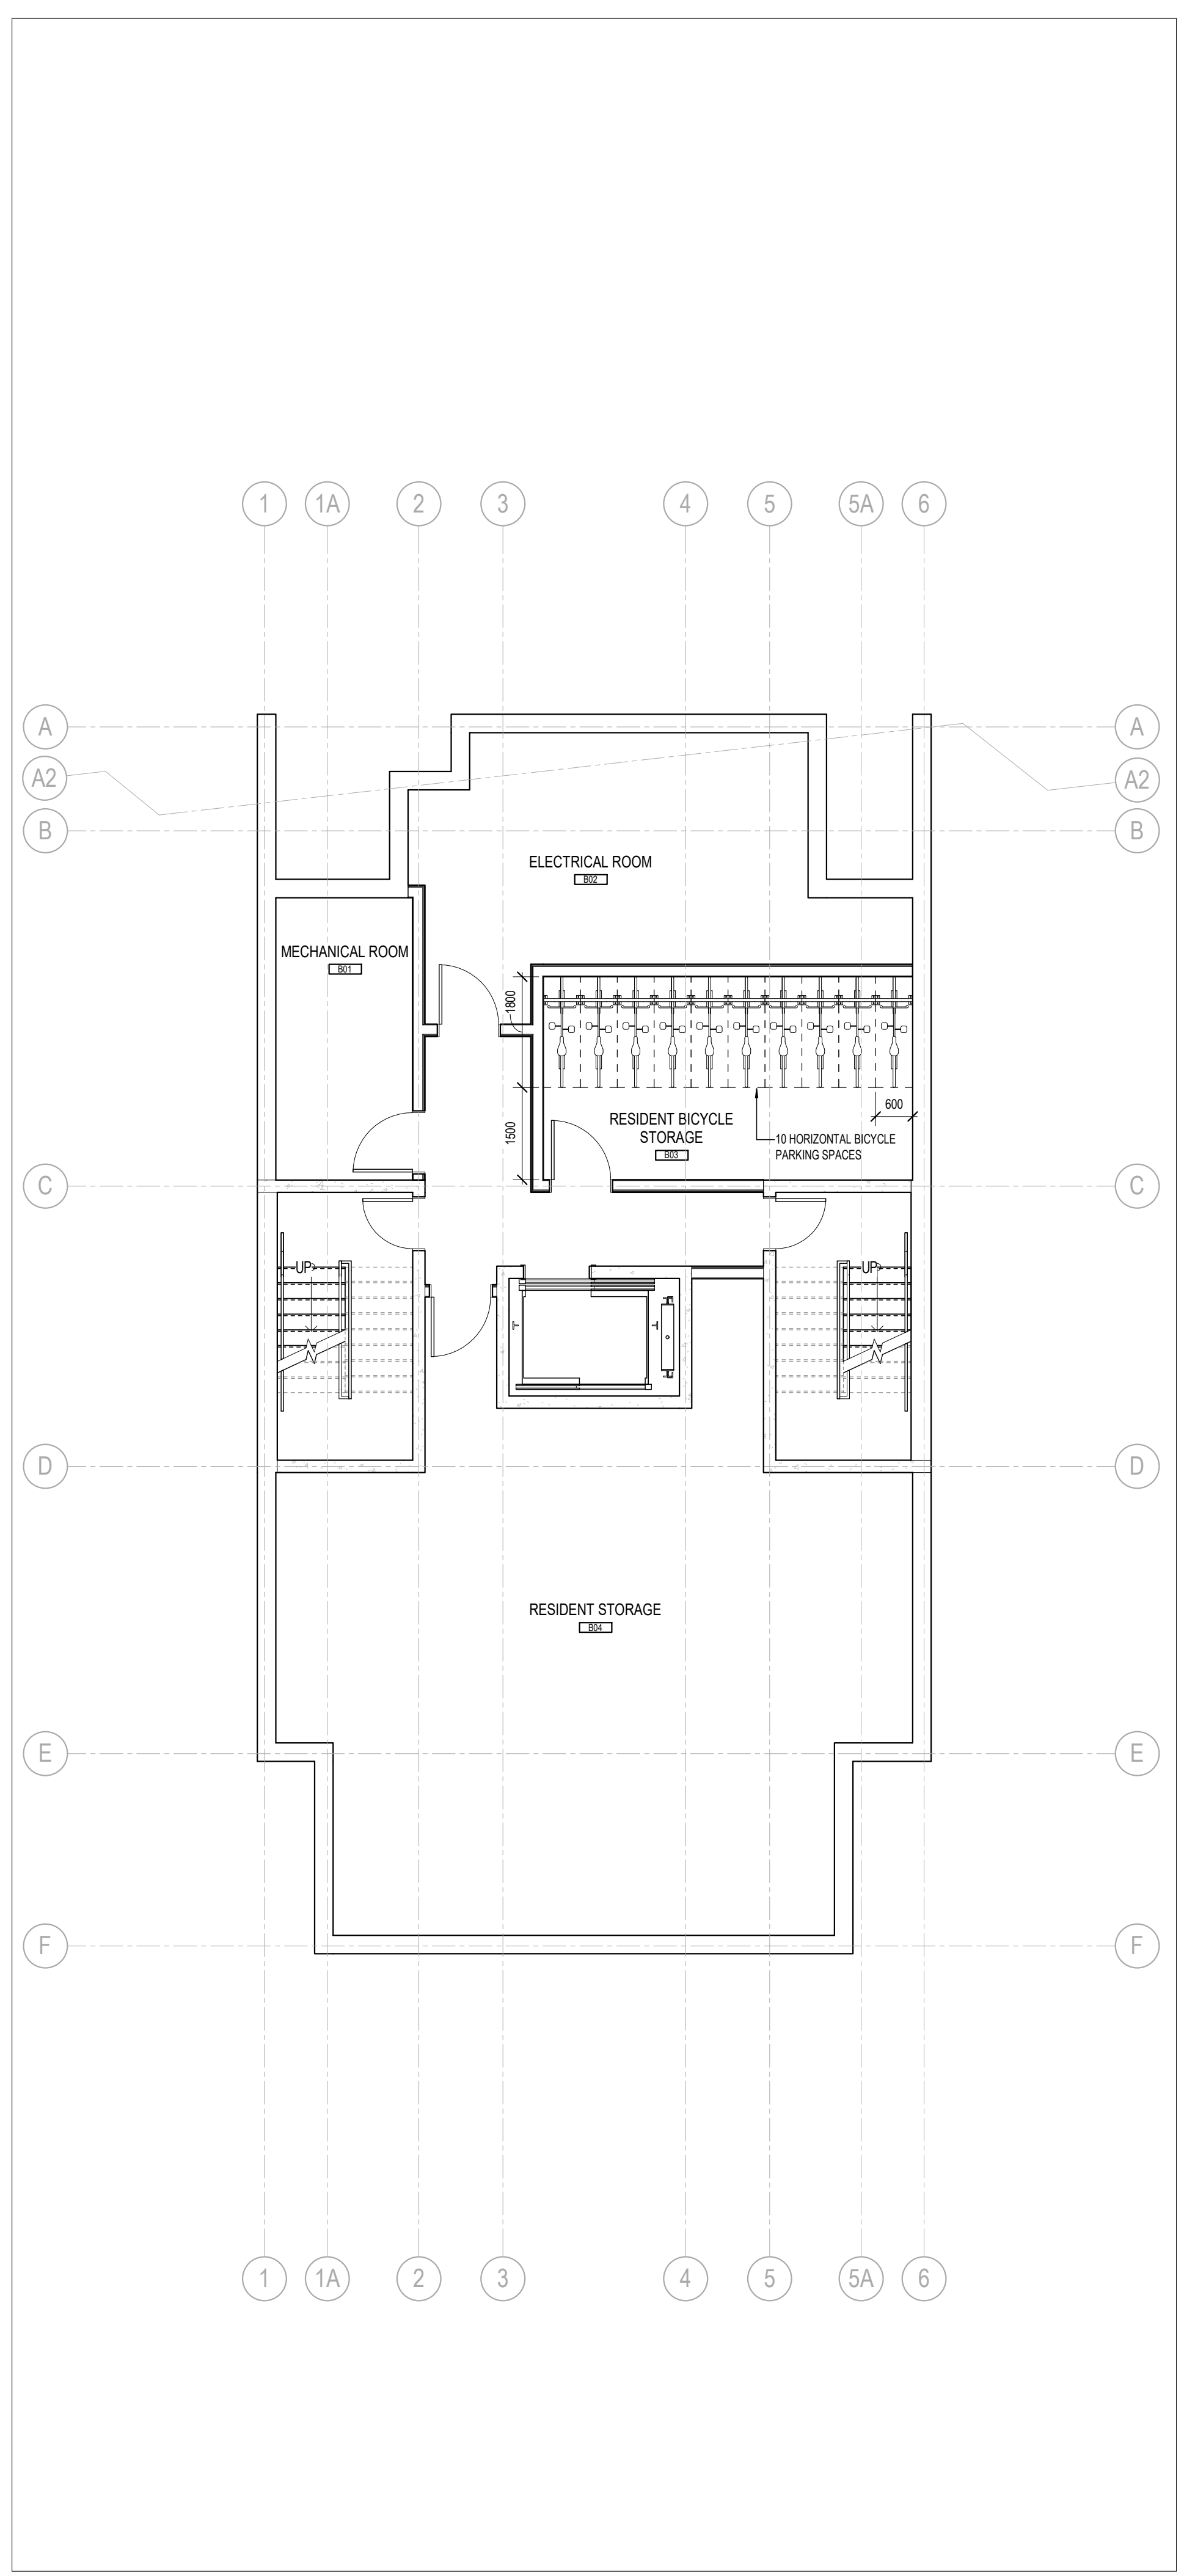 1 1A 2 3 4 5 5A 6
A A
A2 A2
B B
ELECTRICAL ROOM
B02
MECHANICAL ROOM
B01
1800
600
1500
RESIDENT BICYCLE
STORAGE
B03
10 HORIZONTAL BICYCLE
PARKING SPACES
C C
UP UP
D D
RESIDENT STORAGE
B04
E E
F F
1 1A 2 3 4 5 5A 6